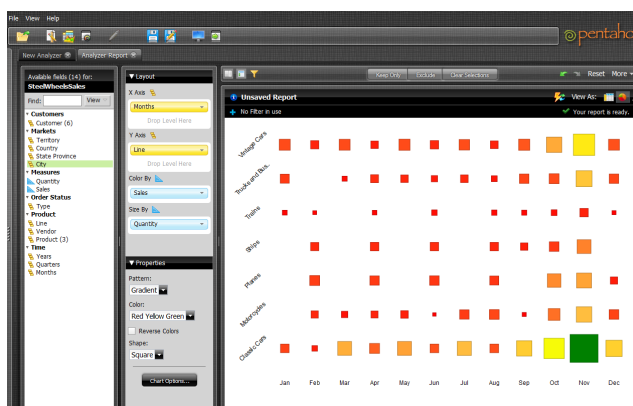 File View Help
pentaho
New Analyzer
Analyzer Report
Available fields (14) for:
SteelWheelsSales
Find:
View
Customers
Customer (6)
Markets
Territory
Country
State Province
City
Measures
Quantity
Sales
Order Status
Type
Product
Line
Vendor
Product (3)
Time
Years
Quarters
Months
Layout
X Axis
Months
Drop Level Here
Y Axis
Line
Drop Level Here
Color By
Sales
Size By
Quantity
Properties
Pattern:
Gradient
Color:
Red Yellow Green
Reverse Colors
Shape:
Square
Chart Options...
Keep Only Exclude Clear Selections
Reset More
Unsaved Report
View As:
No Filter in use
Your report is ready.
Vintage Cars
Trucks and Bus...
Trains
Ships
Planes
Motorcycles
Classic Cars
Jan Feb Mar Apr May Jun Jul Aug Sep Oct Nov Dec